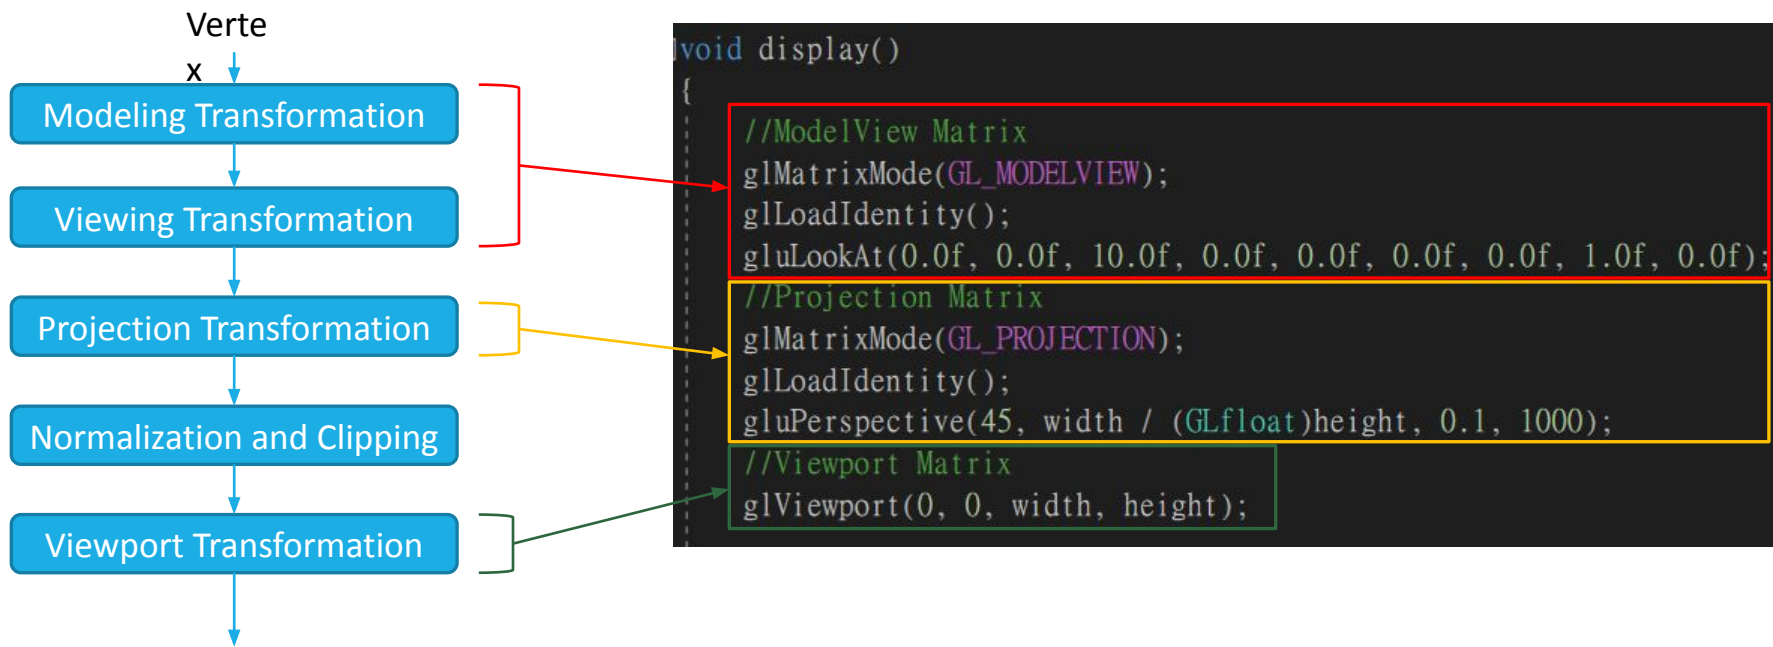 Verte
x
Modeling Transformation
Viewing Transformation
Projection Transformation
Normalization and Clipping
Viewport Transformation
void display()
{
//ModelView Matrix
glMatrixMode(GL_MODELVIEW);
glLoadIdentity();
gluLookAt(0.0f, 0.0f, 10.0f, 0.0f, 0.0f, 0.0f, 0.0f, 1.0f, 0.0f);
//Projection Matrix
glMatrixMode(GL_PROJECTION);
glLoadIdentity();
gluPerspective(45, width / (GLfloat)height, 0.1, 1000);
//Viewport Matrix
glViewport(0, 0, width, height);